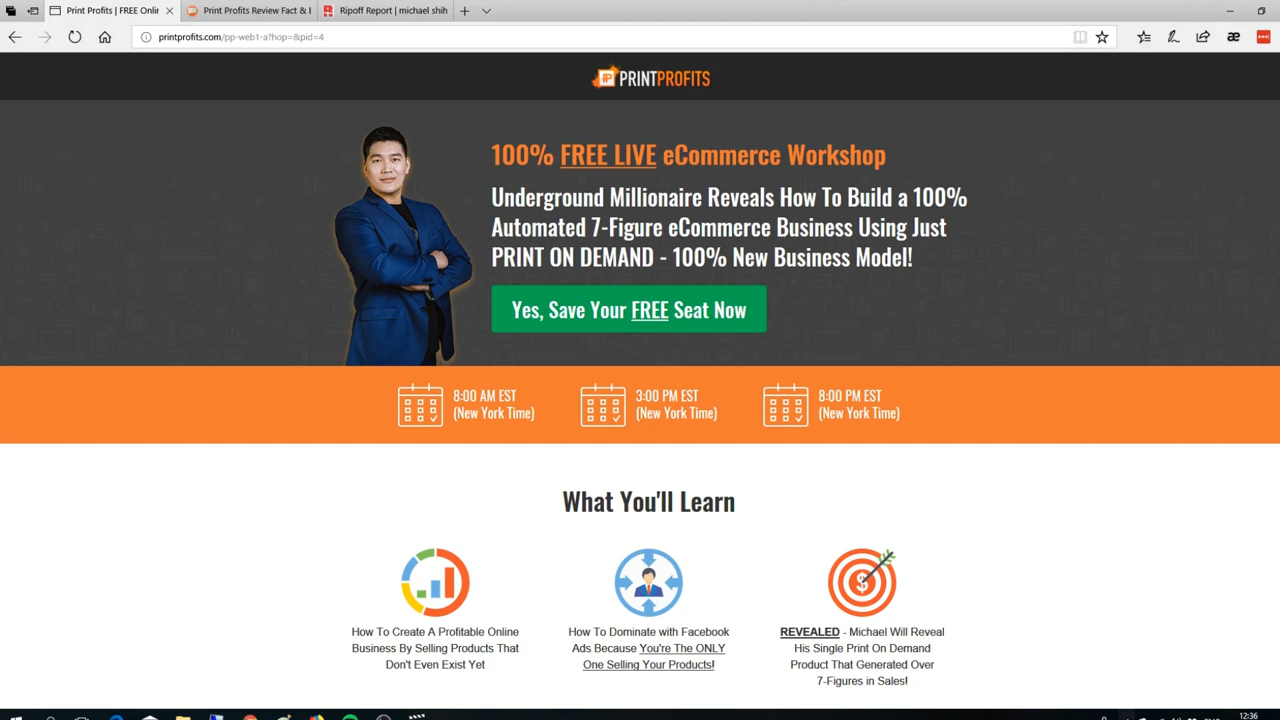 Print Profits | FREE Onlin
Print Profits Review Fact & I
Ripoff Report | michael shih
printprofits.com/pp-web1-a?hop=&pid=4
PRINTPROFITS
100% FREE LIVE eCommerce Workshop
Underground Millionaire Reveals How To Build a 100%
Automated 7-Figure eCommerce Business Using Just
PRINT ON DEMAND - 100% New Business Model!
Yes, Save Your FREE Seat Now
8:00 AM EST
(New York Time)
3:00 PM EST
(New York Time)
8:00 PM EST
(New York Time)
What You'll Learn
How To Create A Profitable Online
Business By Selling Products That
Don't Even Exist Yet
How To Dominate with Facebook
Ads Because You're The ONLY
One Selling Your Products!
REVEALED - Michael Will Reveal
His Single Print On Demand
Product That Generated Over
7-Figures in Sales!
12:36